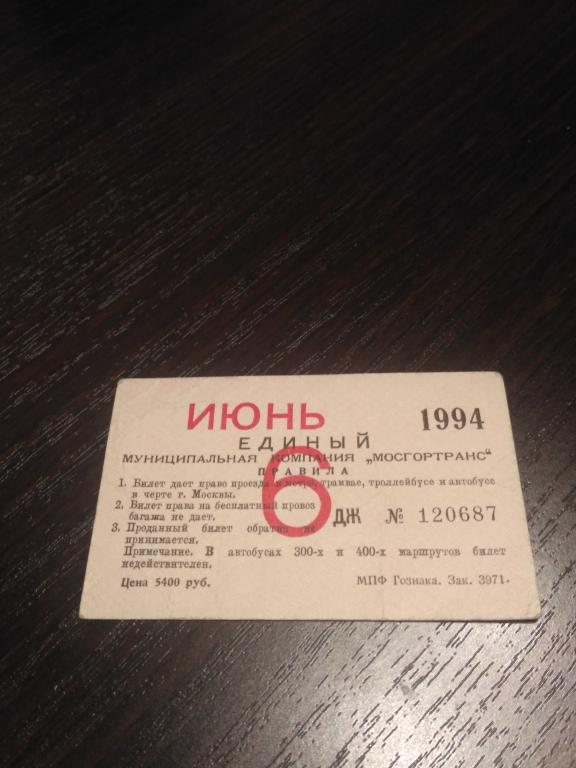 ИЮНЬ 1994
ЕДИНЫЙ
МУНИЦИПАЛЬНАЯ КОМПАНИЯ „МОСГОРТРАНС“
ПРАВИЛА
1. Билет дает право проезда в метро, трамвае, троллейбусе и автобусе
в черте г. Москвы.
2. Билет права на бесплатный провоз
багажа не дает.
3. Проданный билет обратно не
принимается.
6
ДЖ № 120687
Примечание. В автобусах 300-х и 400-х маршрутов билет
недействителен.
Цена 5400 руб. МПФ Гознака. Зак. 3971.